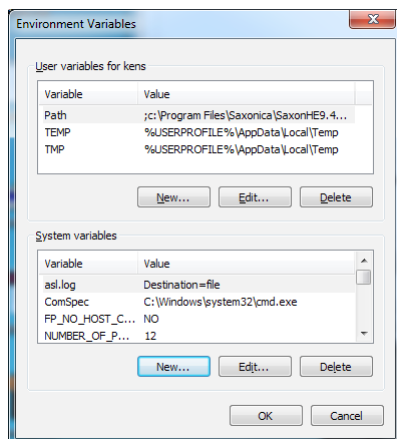 Environment Variables
User variables for kens
Variable Value
Path ;c:\Program Files\Saxonica\SaxonHE9.4...
TEMP %USERPROFILE%\AppData\Local\Temp
TMP %USERPROFILE%\AppData\Local\Temp
New... Edit... Delete
System variables
Variable Value
asl.log Destination=file
ComSpec C:\Windows\system32\cmd.exe
FP_NO_HOST_C... NO
NUMBER_OF_P... 12
New... Edit... Delete
OK Cancel